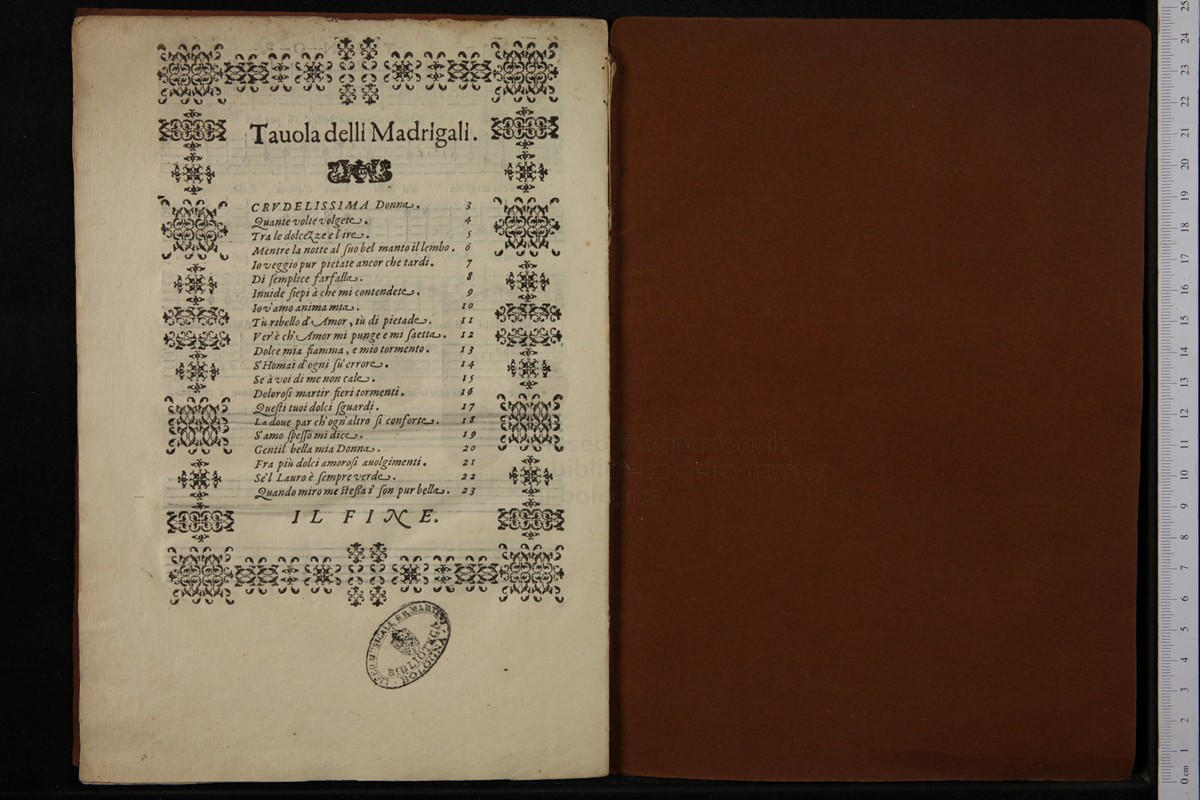 Tauola delli Madrigali.
CRVDELISSIMA Donna. 3
Quante volte volgete. 4
Tra le dolcezze e l'ire. 5
Mentre la notte al suo bel manto il lembo. 6
Io veggio pur pietate ancor che tardi. 7
Di semplice farfalla. 8
Inuide siepi à che mi contendete. 9
Iov'amo anima mia. 10
Tù ribello d'Amor, tù di pietade. 11
Ver'è ch'Amor mi punge e mi saetta. 12
Dolce mia fiamma, e mio tormento. 13
S'Homai d'ogni su' errore. 14
Se à voi di me non cale. 15
Dolorosi martir fieri tormenti. 16
Questi tuoi dolci sguardi. 17
La doue par ch'ogn'altro si conforte. 18
S'amo spesso mi dice. 19
Gentil bella mia Donna. 20
Fra più dolci amorosi auolgimenti. 21
Se'l Lauro è sempre verde. 22
Quando miro me stessa i' son pur bella. 23
IL FINE.
BIBLIOTECA